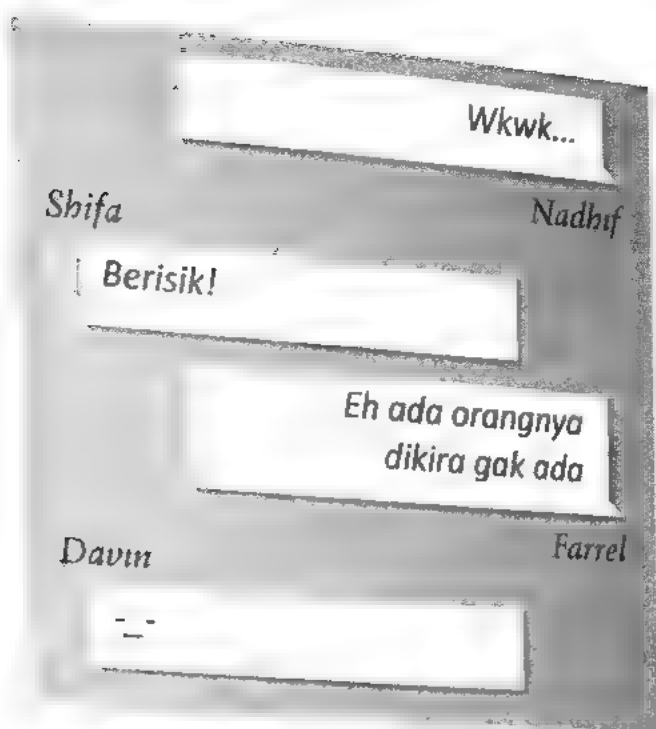 Wkwk...
Nadhif
Shifa
Berisik!
Eh ada orangnya
dikira gak ada
Farrel
Davin
-_-